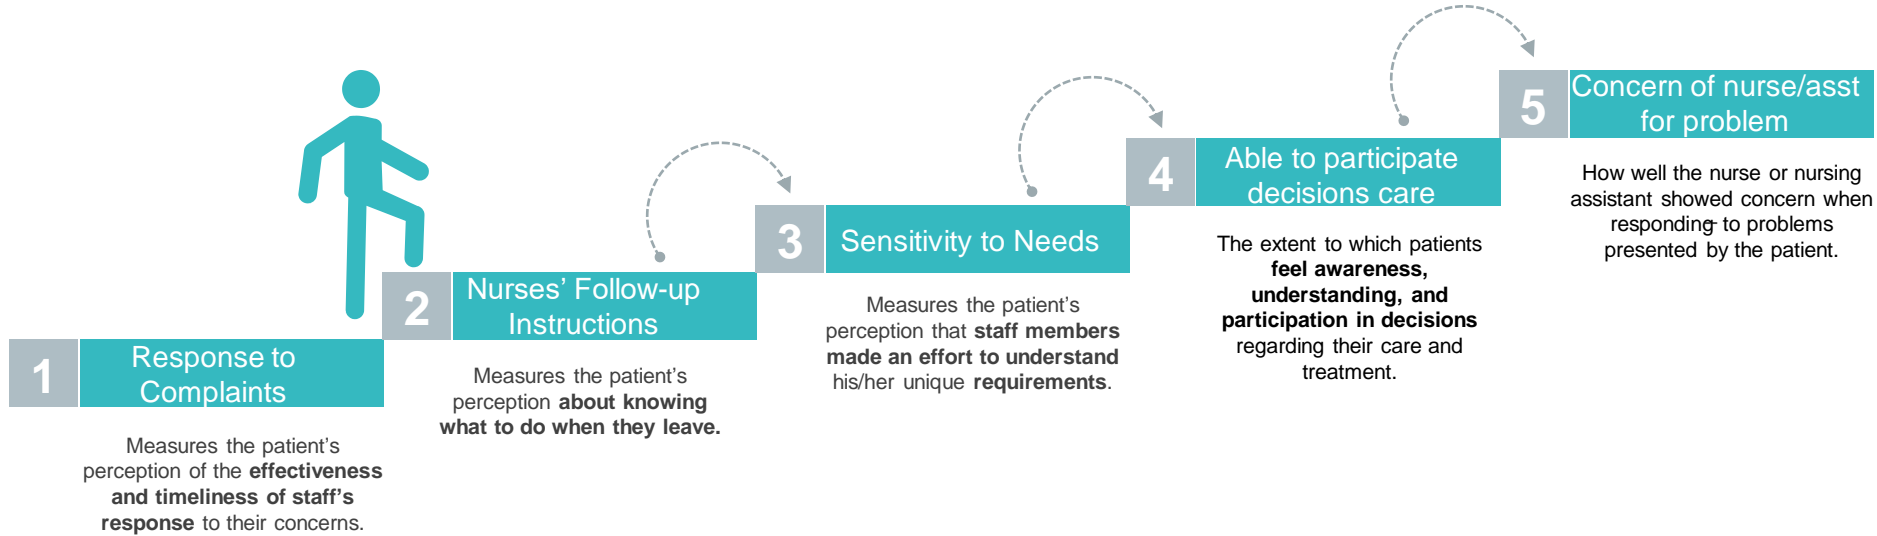 1
Response to
Complaints
Measures the patient’s
perception of the effectiveness
and timeliness of staff’s
response to their concerns.
2
Nurses’ Follow-up
Instructions
Measures the patient’s
perception about knowing
what to do when they leave.
3
Sensitivity to Needs
Measures the patient’s
perception that staff members
made an effort to understand
his/her unique requirements.
4
Able to participate
decisions care
The extent to which patients
feel awareness,
understanding, and
participation in decisions
regarding their care and
treatment.
5
Concern of nurse/asst
for problem
How well the nurse or nursing
assistant showed concern when
responding to problems
presented by the patient.